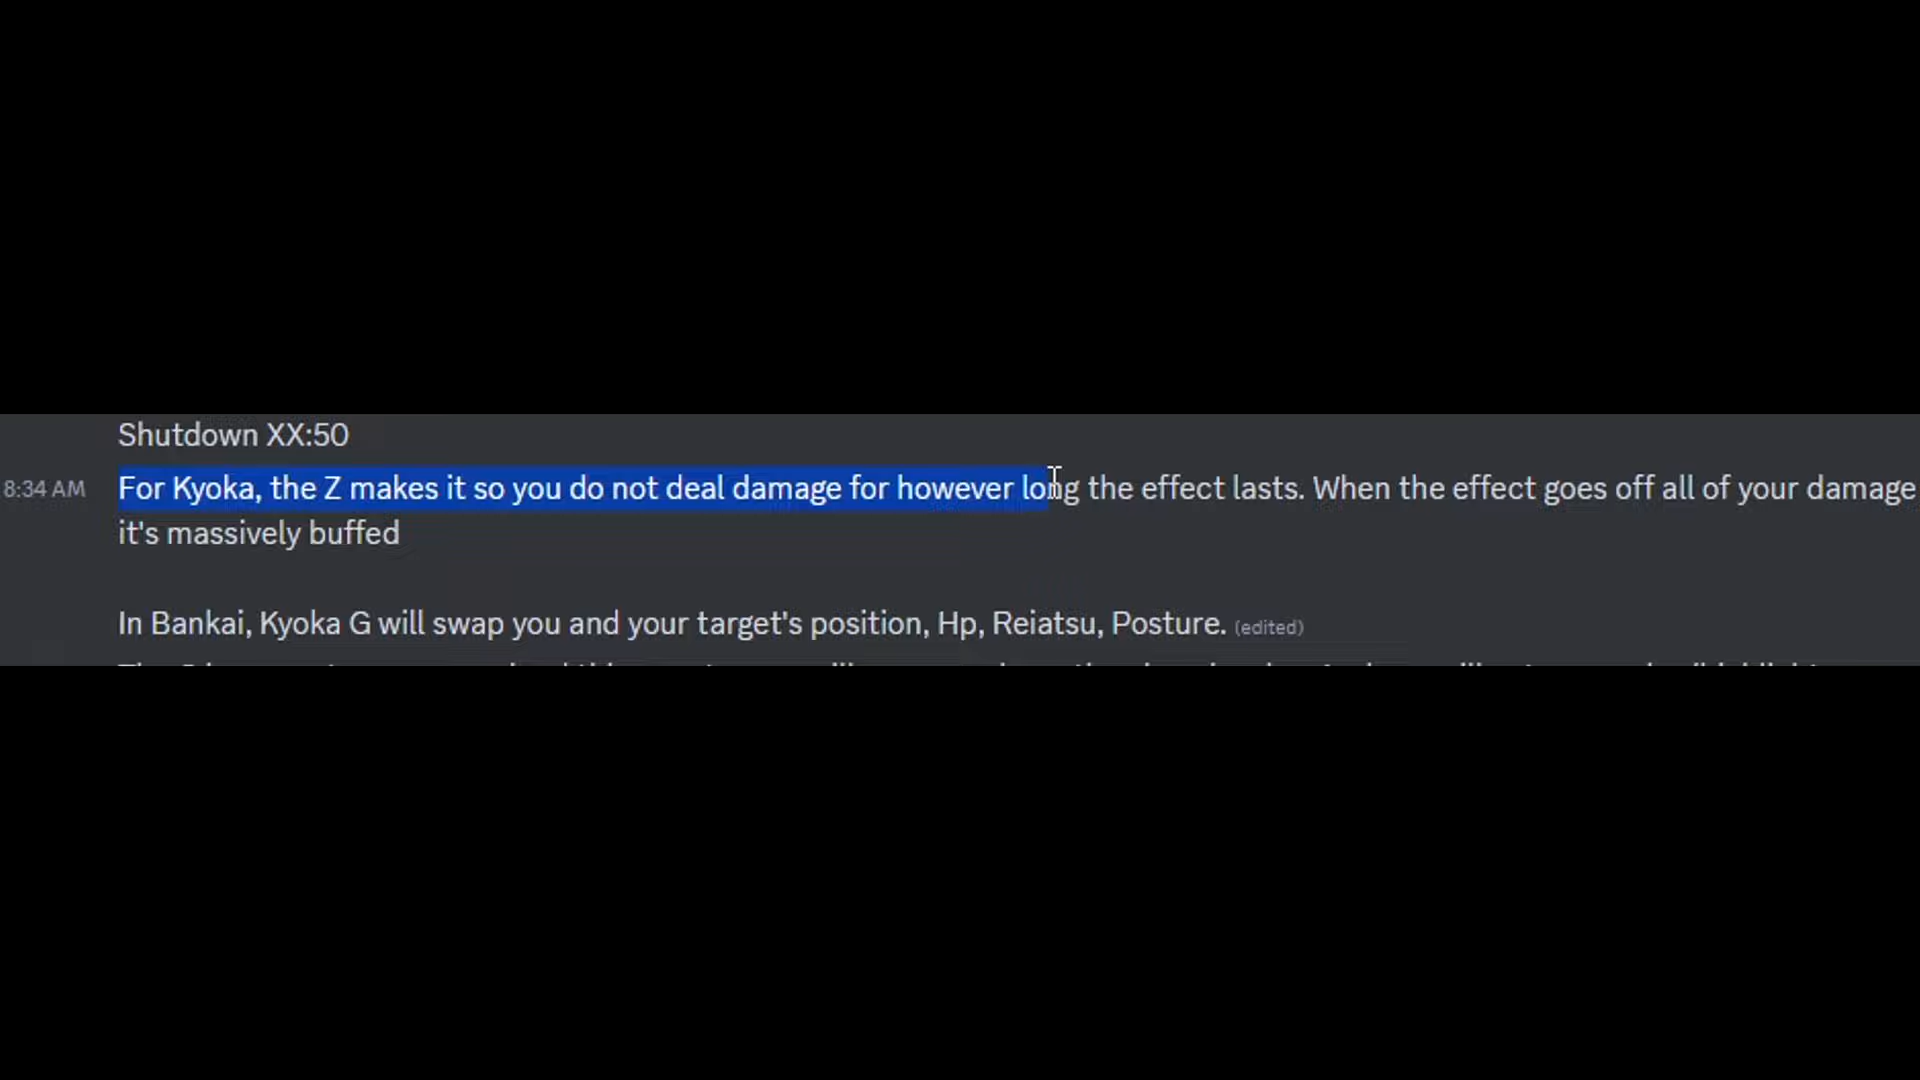 Shutdown XX:50
8:34 AM For Kyoka, the Z makes it so you do not deal damage for however long the effect lasts. When the effect goes off all of your damage
it's massively buffed
In Bankai, Kyoka G will swap you and your target's position, Hp, Reiatsu, Posture. (edited)